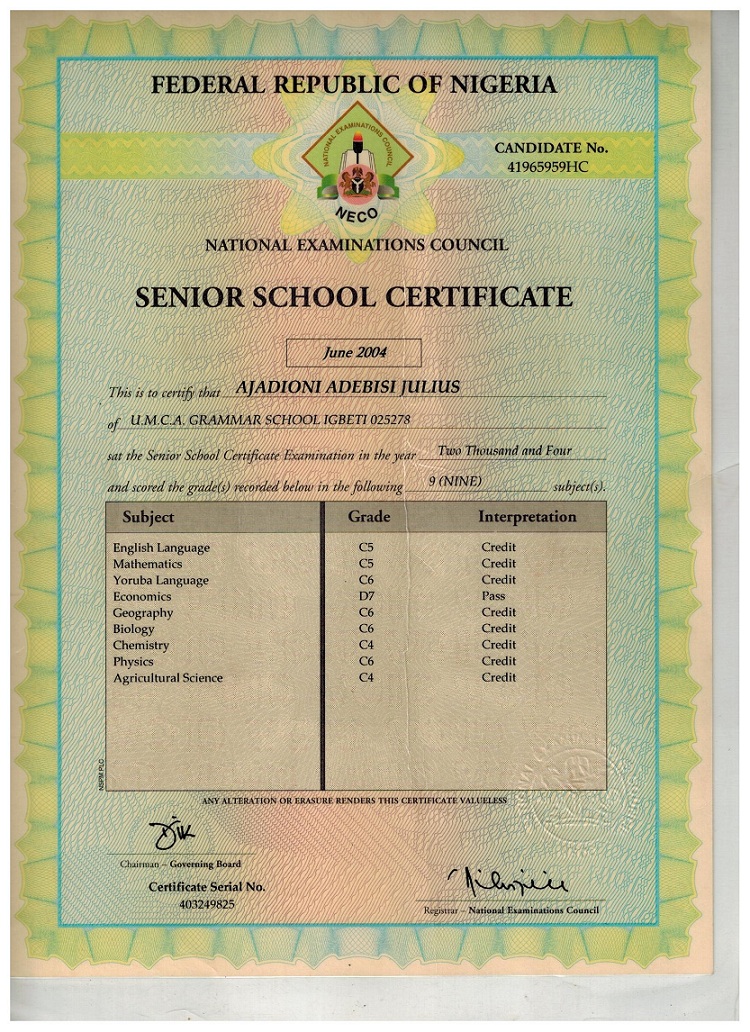 FEDERAL REPUBLIC OF NIGERIA
NATIONAL EXAMINATIONS COUNCIL
NECO
CANDIDATE No.
41965959HC
NATIONAL EXAMINATIONS COUNCIL
SENIOR SCHOOL CERTIFICATE
June 2004
This is to certify that AJADIONI ADEBISI JULIUS
of U.M.C.A. GRAMMAR SCHOOL IGBETI 025278
sat the Senior School Certificate Examination in the year Two Thousand and Four
and scored the grade(s) recorded below in the following 9 (NINE) subject(s).
Subject Grade Interpretation
English Language C5 Credit
Mathematics C5 Credit
Yoruba Language C6 Credit
Economics D7 Pass
Geography C6 Credit
Biology C6 Credit
Chemistry C4 Credit
Physics C6 Credit
Agricultural Science C4 Credit
NSPM PLC
ANY ALTERATION OR ERASURE RENDERS THIS CERTIFICATE VALUELESS
Chairman – Governing Board
Certificate Serial No.
403249825
Registrar – National Examinations Council